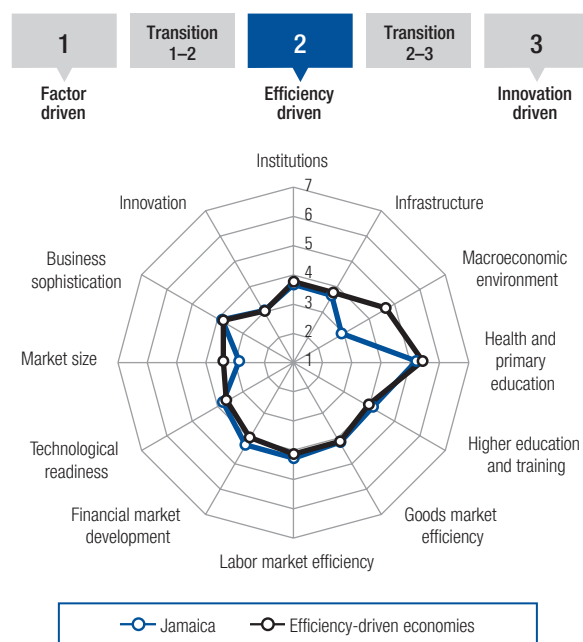 1
Transition
1–2
2
Transition
2–3
3
Factor
driven
Efficiency
driven
Innovation
driven
Institutions
7
6
5
4
3
2
1
Infrastructure
Macroeconomic
environment
Health and
primary
education
Higher education
and training
Goods market
efficiency
Labor market efficiency
Financial market
development
Technological
readiness
Market size
Business
sophistication
Innovation
Jamaica
Efficiency-driven economies